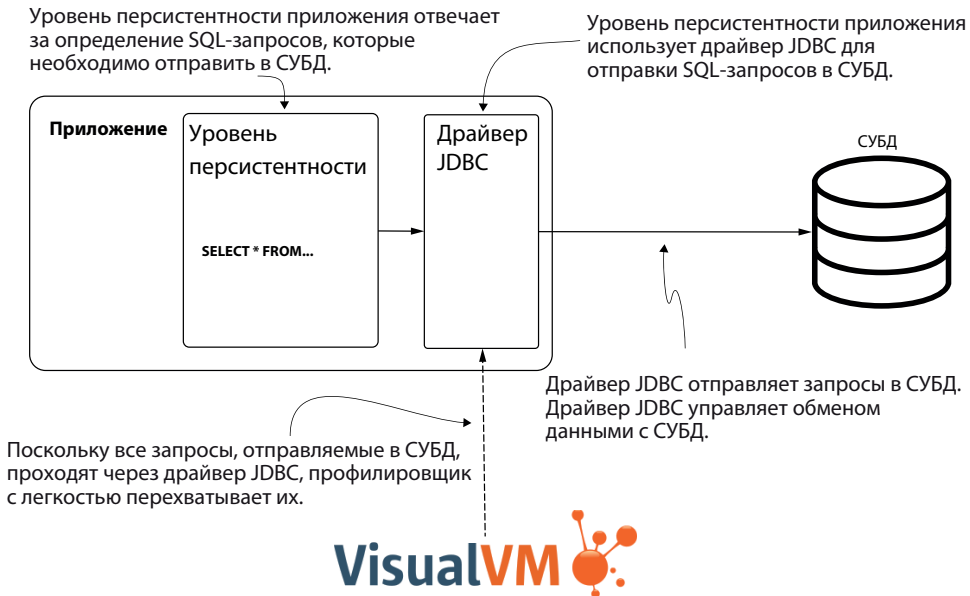 Уровень персистентности приложения отвечает
за определение SQL-запросов, которые
необходимо отправить в СУБД.
Уровень персистентности приложения
использует драйвер JDBC для
отправки SQL-запросов в СУБД.
Приложение
Уровень
персистентности
SELECT * FROM...
Драйвер
JDBC
СУБД
Драйвер JDBC отправляет запросы в СУБД.
Драйвер JDBC управляет обменом
данными с СУБД.
Поскольку все запросы, отправляемые в СУБД,
проходят через драйвер JDBC, профилировщик
с легкостью перехватывает их.
VisualVM